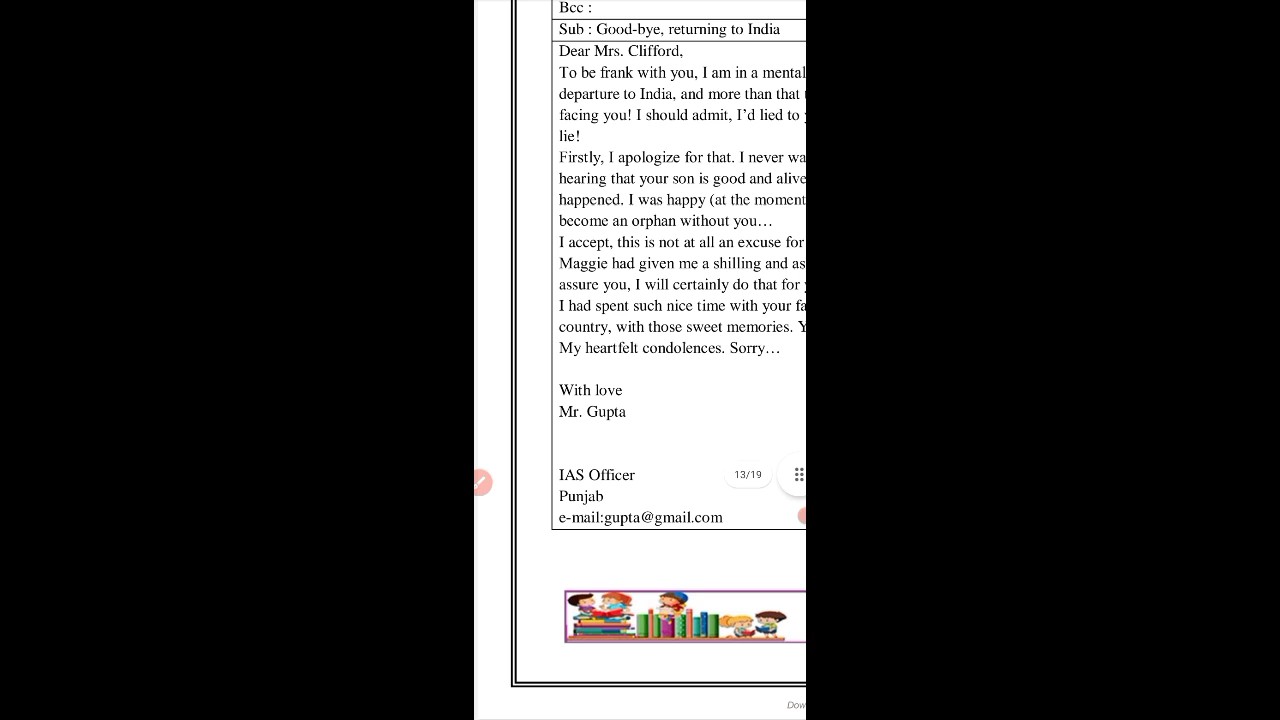 Bcc :
Sub : Good-bye, returning to India
Dear Mrs. Clifford,
To be frank with you, I am in a mental
departure to India, and more than that
facing you! I should admit, I’d lied to
lie!
Firstly, I apologize for that. I never
hearing that your son is good and alive
happened. I was happy (at the moment
become an orphan without you…
I accept, this is not at all an excuse for
Maggie had given me a shilling and
assure you, I will certainly do that for
I had spent such nice time with your
country, with those sweet memories.
My heartfelt condolences. Sorry…
With love
Mr. Gupta
IAS Officer
13/19
Punjab
e-mail:gupta@gmail.com